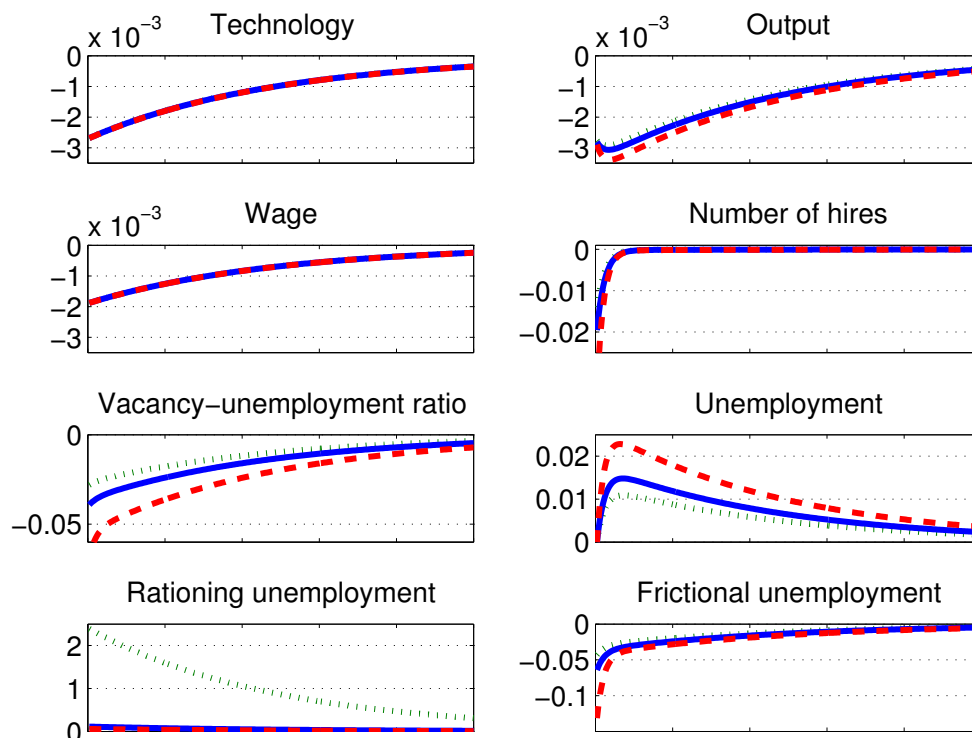 Technology
x 10⁻³
0
−1
−2
−3
Output
x 10⁻³
0
−1
−2
−3
Wage
x 10⁻³
0
−1
−2
−3
Number of hires
0
−0.01
−0.02
Vacancy−unemployment ratio
0
−0.05
Unemployment
0.02
0.01
0
Rationing unemployment
2
1
0
Frictional unemployment
0
−0.05
−0.1